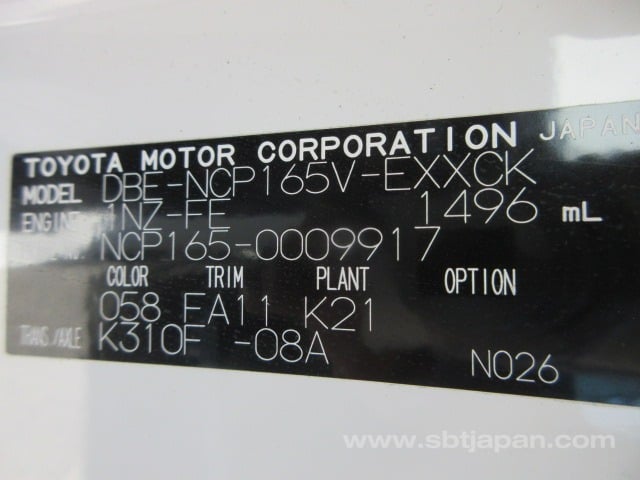 TOYOTA MOTOR CORPORATION JAPAN
MODEL DBE-NCP165V-EXXCK
ENGINE 1NZ-FE 1496 mL
NCP165-0009917
COLOR TRIM PLANT OPTION
058 FA11 K21
TRANS./AXLE K310F -08A
N026
www.sbtjapan.com